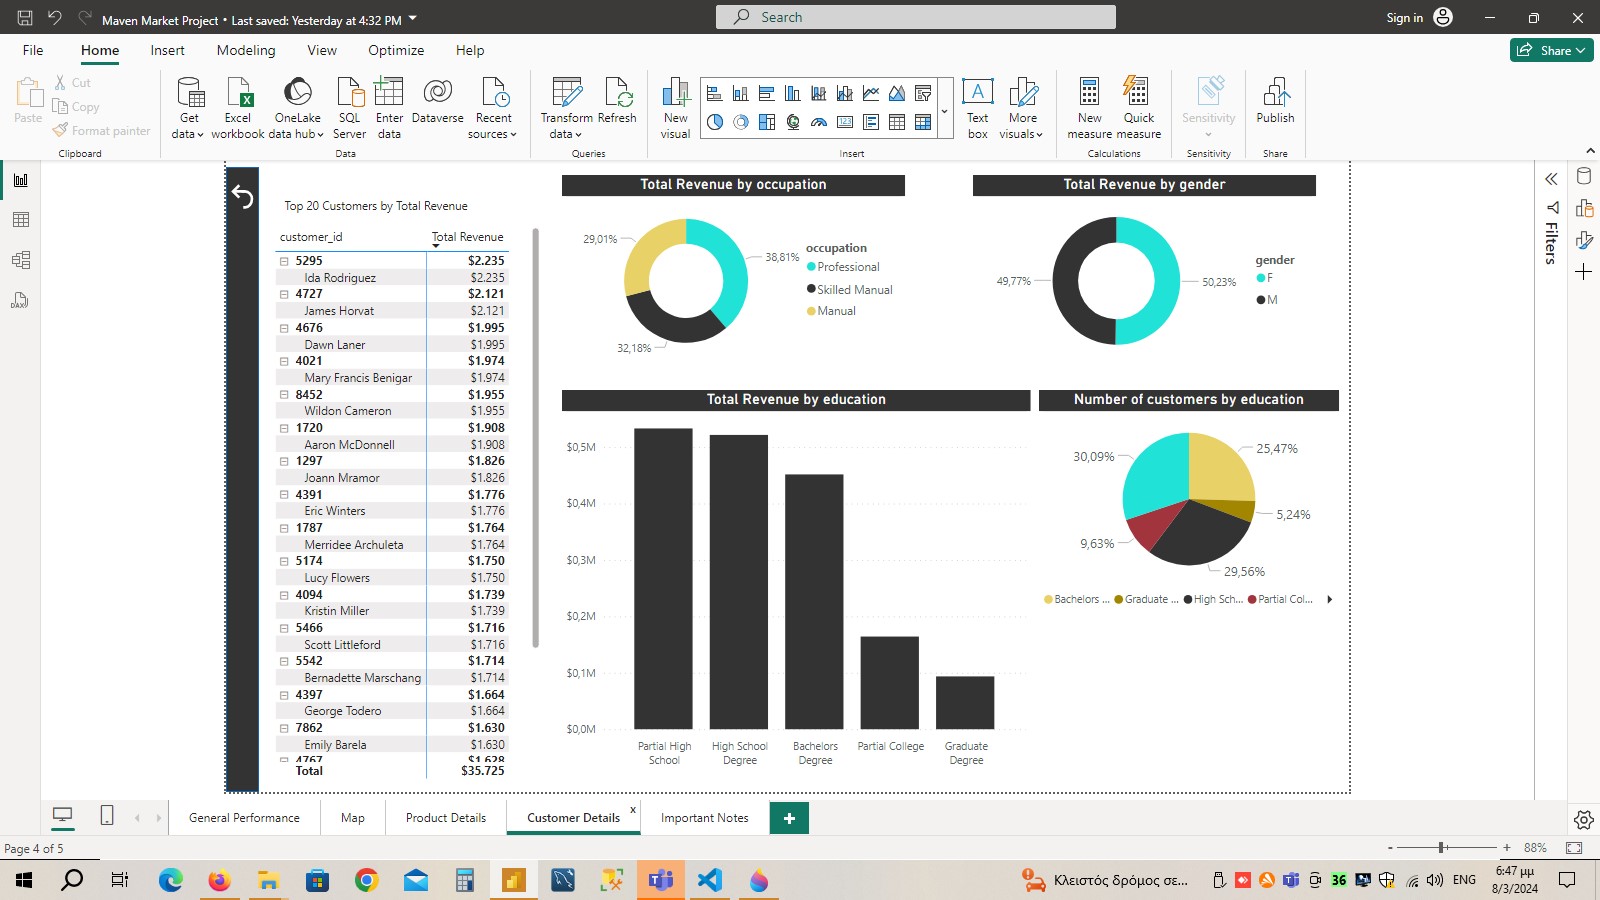 Maven Market Project • Last saved: Yesterday at 4:32 PM
Search
Sign in
File Home Insert Modeling View Optimize Help
Share
Paste
Cut
Copy
Format painter
Clipboard
Get data
Excel workbook
OneLake data hub
SQL Server
Enter data
Dataverse
Recent sources
Data
Transform data
Refresh
Queries
New visual
Insert
Text box
More visuals
New measure
Quick measure
Calculations
Sensitivity
Sensitivity
Publish
Share
Filters
Top 20 Customers by Total Revenue
customer_id Total Revenue
5295 $2.235
Ida Rodriguez $2.235
4727 $2.121
James Horvat $2.121
4676 $1.995
Dawn Laner $1.995
4021 $1.974
Mary Francis Benigar $1.974
8452 $1.955
Wildon Cameron $1.955
1720 $1.908
Aaron McDonnell $1.908
1297 $1.826
Joann Mramor $1.826
4391 $1.776
Eric Winters $1.776
1787 $1.764
Merridee Archuleta $1.764
5174 $1.750
Lucy Flowers $1.750
4094 $1.739
Kristin Miller $1.739
5466 $1.716
Scott Littleford $1.716
5542 $1.714
Bernadette Marschang $1.714
4397 $1.664
George Todero $1.664
7862 $1.630
Emily Barela $1.630
4767 $1.628
Total $35.725
Total Revenue by occupation
29,01%
38,81%
32,18%
occupation
Professional
Skilled Manual
Manual
Total Revenue by gender
49,77%
50,23%
gender
F
M
Total Revenue by education
$0,5M
$0,4M
$0,3M
$0,2M
$0,1M
$0,0M
Partial High School
High School Degree
Bachelors Degree
Partial College
Graduate Degree
Number of customers by education
30,09%
25,47%
5,24%
9,63%
29,56%
Bachelors ... Graduate ... High Sch... Partial Col...
General Performance Map Product Details Customer Details x Important Notes +
Page 4 of 5
- + 88%
Κλειστός δρόμος σε...
36
ENG
6:47 μμ
8/3/2024